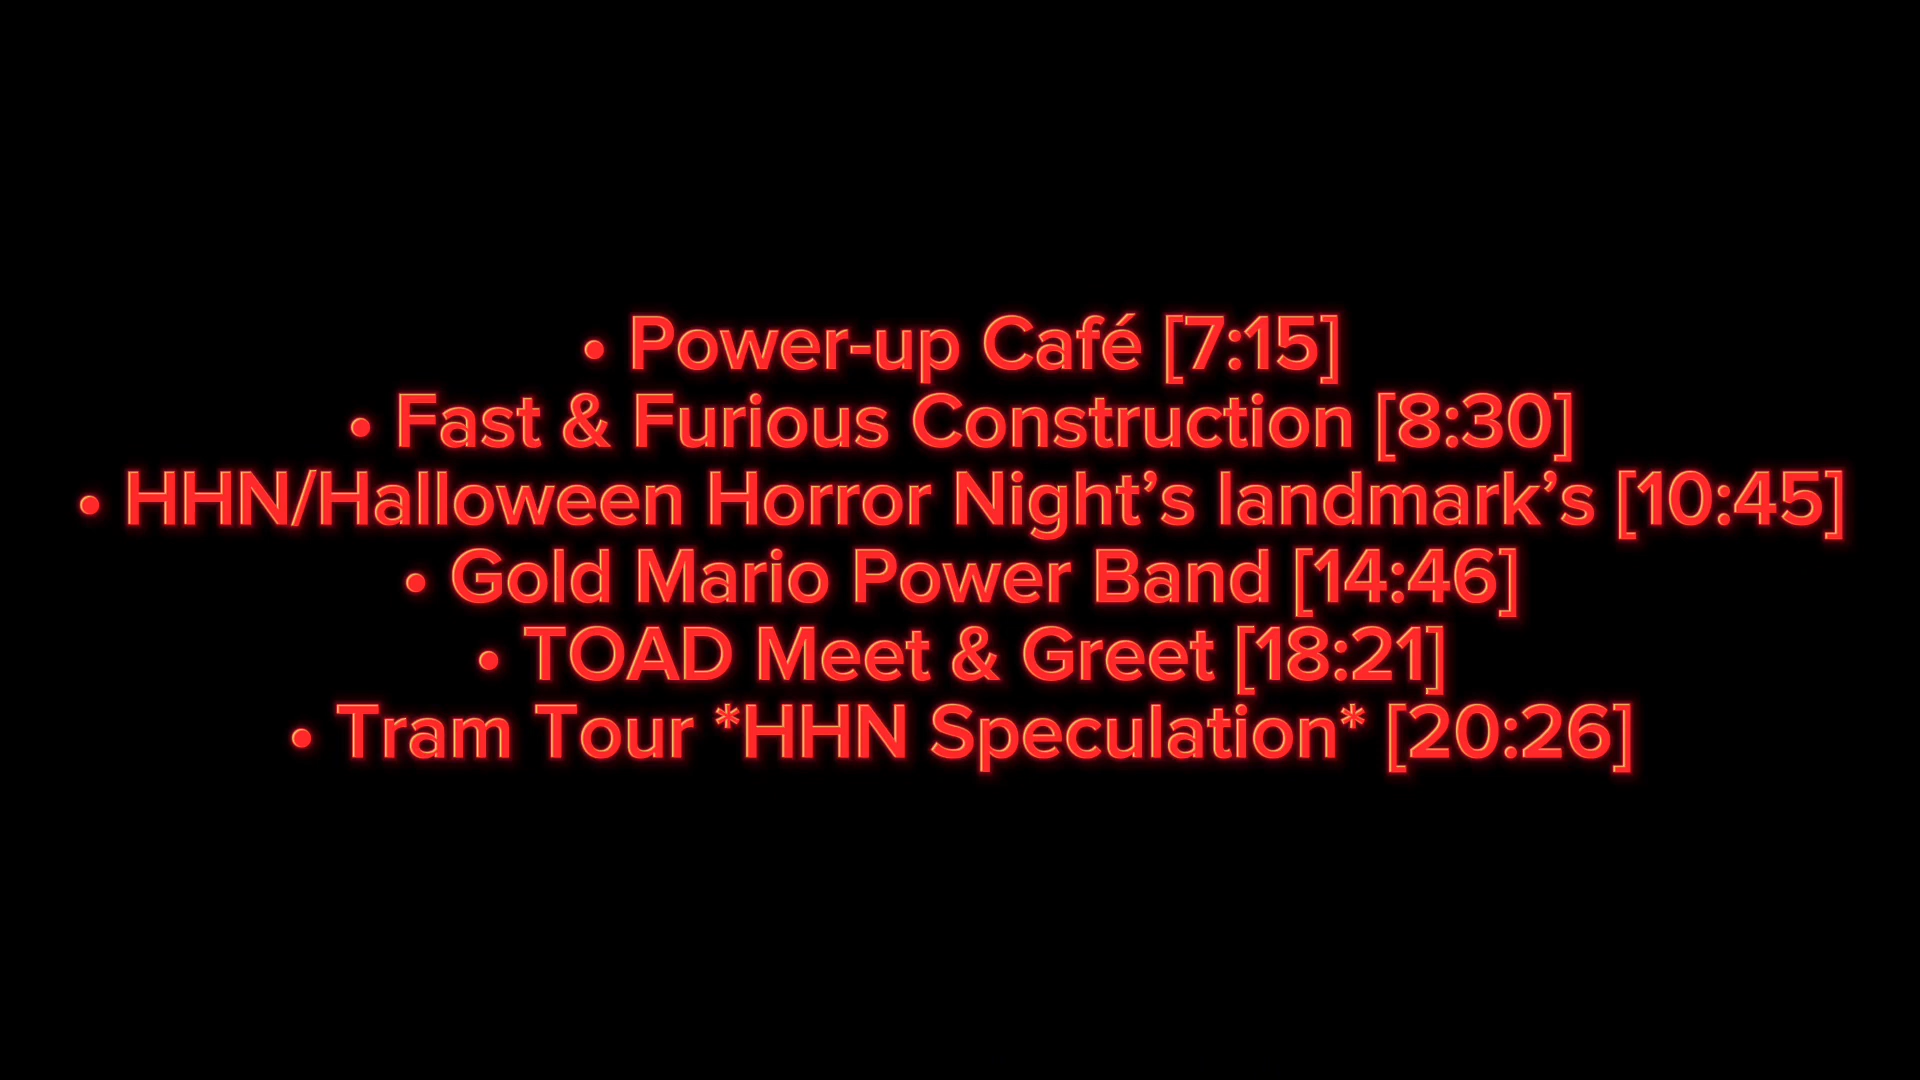 • Power-up Café [7:15]
• Fast & Furious Construction [8:30]
• HHN/Halloween Horror Night’s landmark’s [10:45]
• Gold Mario Power Band [14:46]
• TOAD Meet & Greet [18:21]
• Tram Tour *HHN Speculation* [20:26]